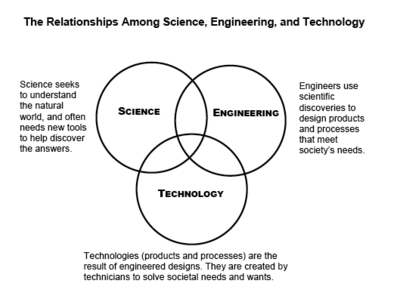 The Relationships Among Science, Engineering, and Technology
Science seeks
to understand
the natural
world, and often
needs new tools
to help discover
the answers.
SCIENCE
ENGINEERING
Engineers use
scientific
discoveries to
design products
and processes
that meet
society's needs.
TECHNOLOGY
Technologies (products and processes) are the
result of engineered designs. They are created by
technicians to solve societal needs and wants.